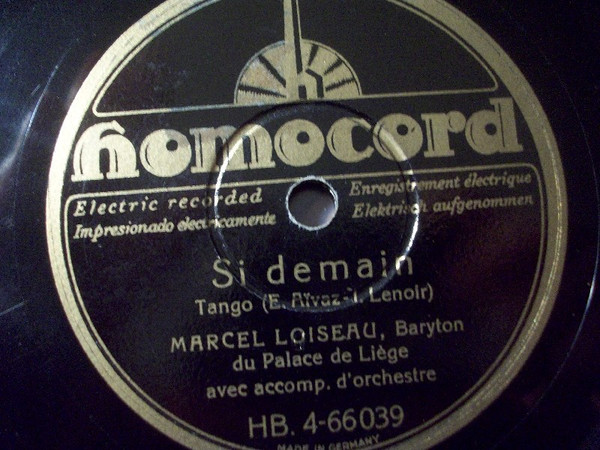 homocord
Electric recorded
Enregistrement électrique
Impresionado electricamente
Elektrisch aufgenommen
Si demain
Tango (E. Lenoir)
MARCEL LOISEAU, Baryton
du Palace de Liège
avec accomp. d'orchestre
HB. 4-66039
MADE IN GERMANY